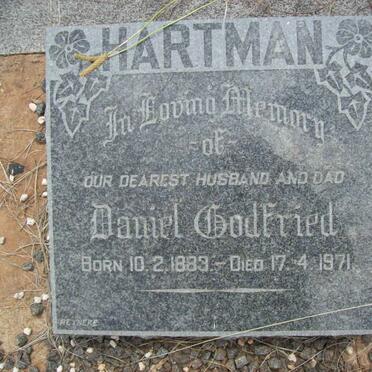 HARTMAN
In Loving Memory
- of -
OUR DEAREST HUSBAND AND DAD
Daniel Godfried
BORN 10.2.1883 - DIED 17.4.1971
REYNEKE